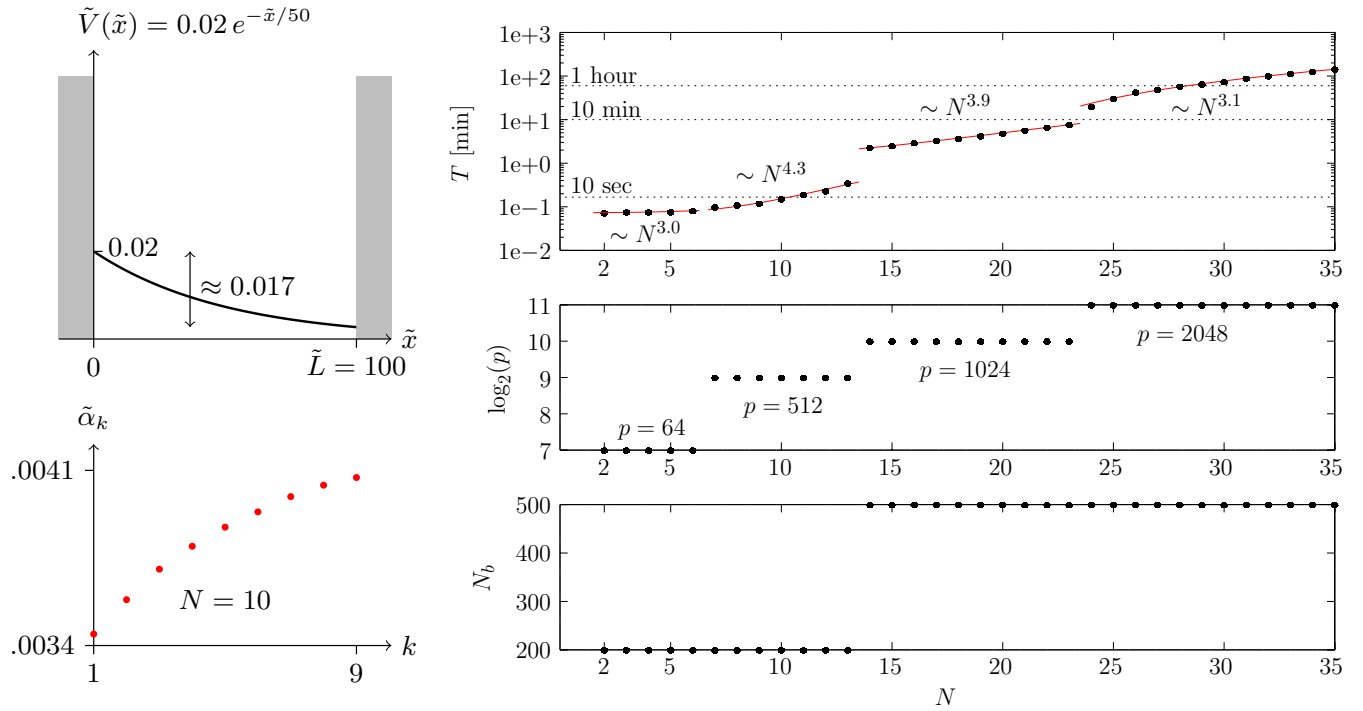 Ṽ(x̃) = 0.02 e^{−x̃/50}
0.02
≈ 0.017
x̃
0
L̃ = 100
α̃ₖ
.0041
.0034
N = 10
1
9
k
T [min]
1e+3
1e+2
1e+1
1e+0
1e−1
1e−2
1 hour
10 min
10 sec
∼ N^{3.0}
∼ N^{4.3}
∼ N^{3.9}
∼ N^{3.1}
2 5 10 15 20 25 30 35
log₂(p)
11
10
9
8
7
p = 64
p = 512
p = 1024
p = 2048
2 5 10 15 20 25 30 35
N_b
500
400
300
200
2 5 10 15 20 25 30 35
N